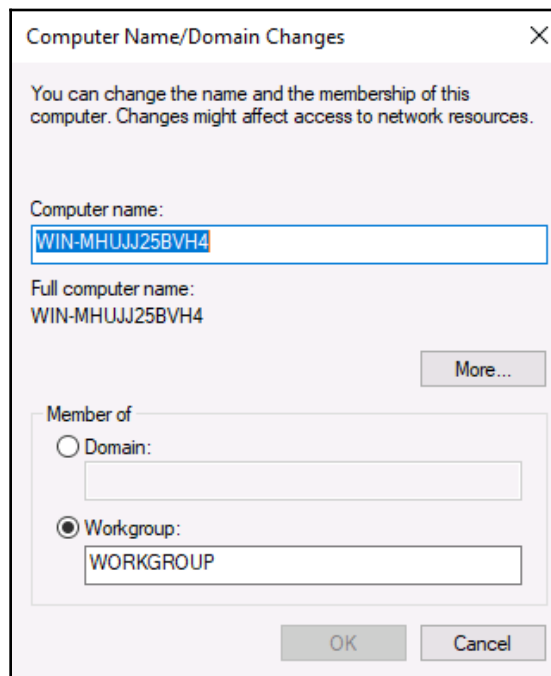 Computer Name/Domain Changes
You can change the name and the membership of this
computer. Changes might affect access to network resources.
Computer name:
WIN-MHUJJ25BVH4
Full computer name:
WIN-MHUJJ25BVH4
More...
Member of
Domain:
Workgroup:
WORKGROUP
OK
Cancel